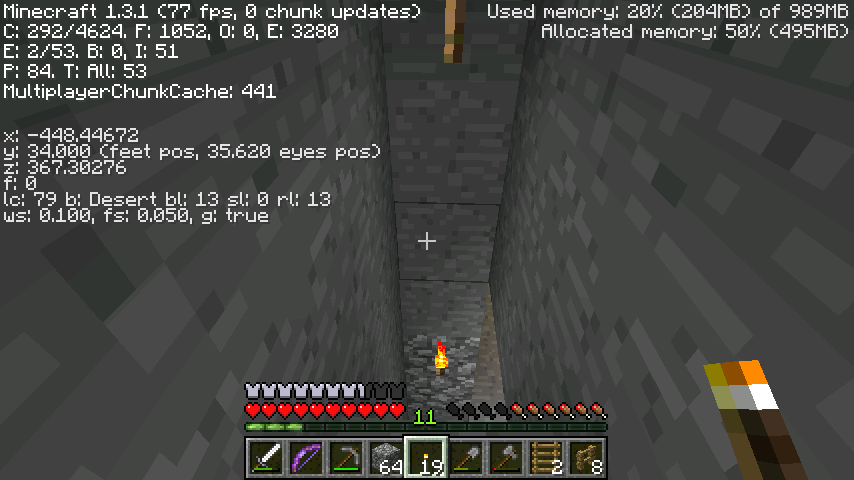 Minecraft 1.3.1 (77 fps, 0 chunk updates)
Used memory: 20% (204MB) of 989MB
C: 292/4624. F: 1052, O: 0, E: 3280
Allocated memory: 50% (495MB)
E: 2/53. B: 0, I: 51
P: 84. T: All: 53
MultiplayerChunkCache: 441
x: -448.44672
y: 34.000 (feet pos, 35.620 eyes pos)
z: 367.30276
f: 0
lc: 79 b: Desert bl: 13 sl: 0 rl: 13
ws: 0.100, fs: 0.050, g: true
11
64
19
2
8